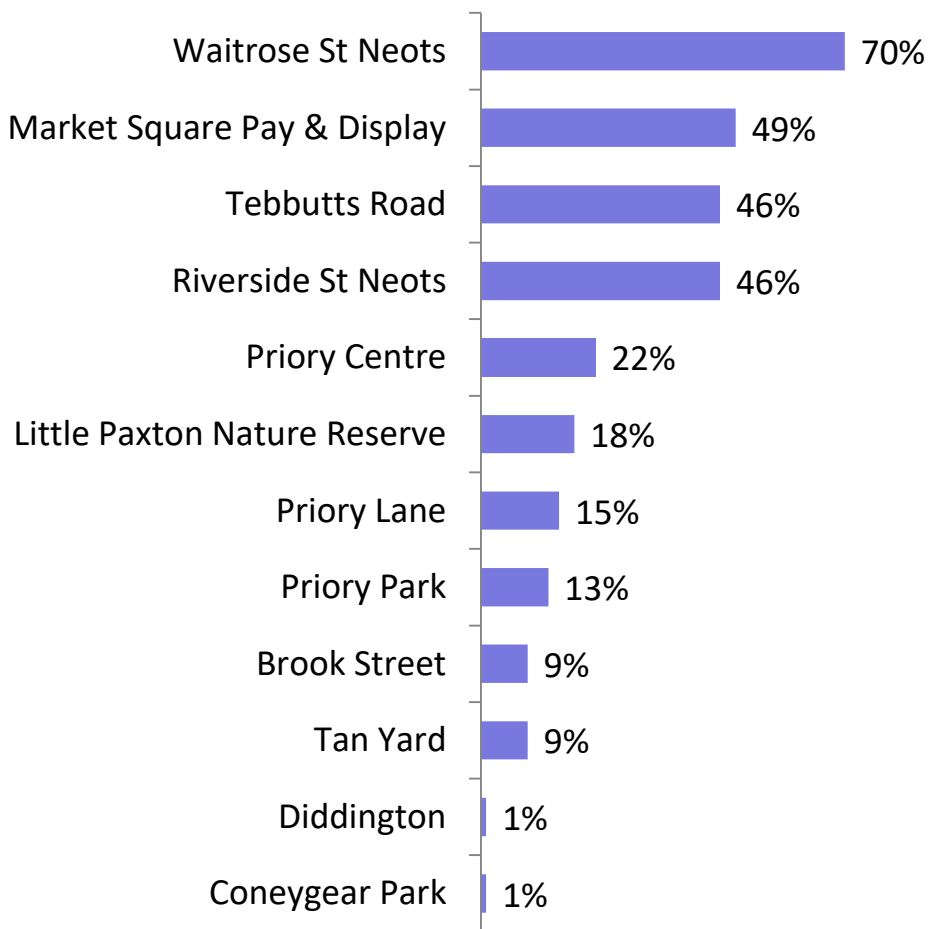 Waitrose St Neots 70%
Market Square Pay & Display 49%
Tebbutts Road 46%
Riverside St Neots 46%
Priory Centre 22%
Little Paxton Nature Reserve 18%
Priory Lane 15%
Priory Park 13%
Brook Street 9%
Tan Yard 9%
Diddington 1%
Coneygear Park 1%